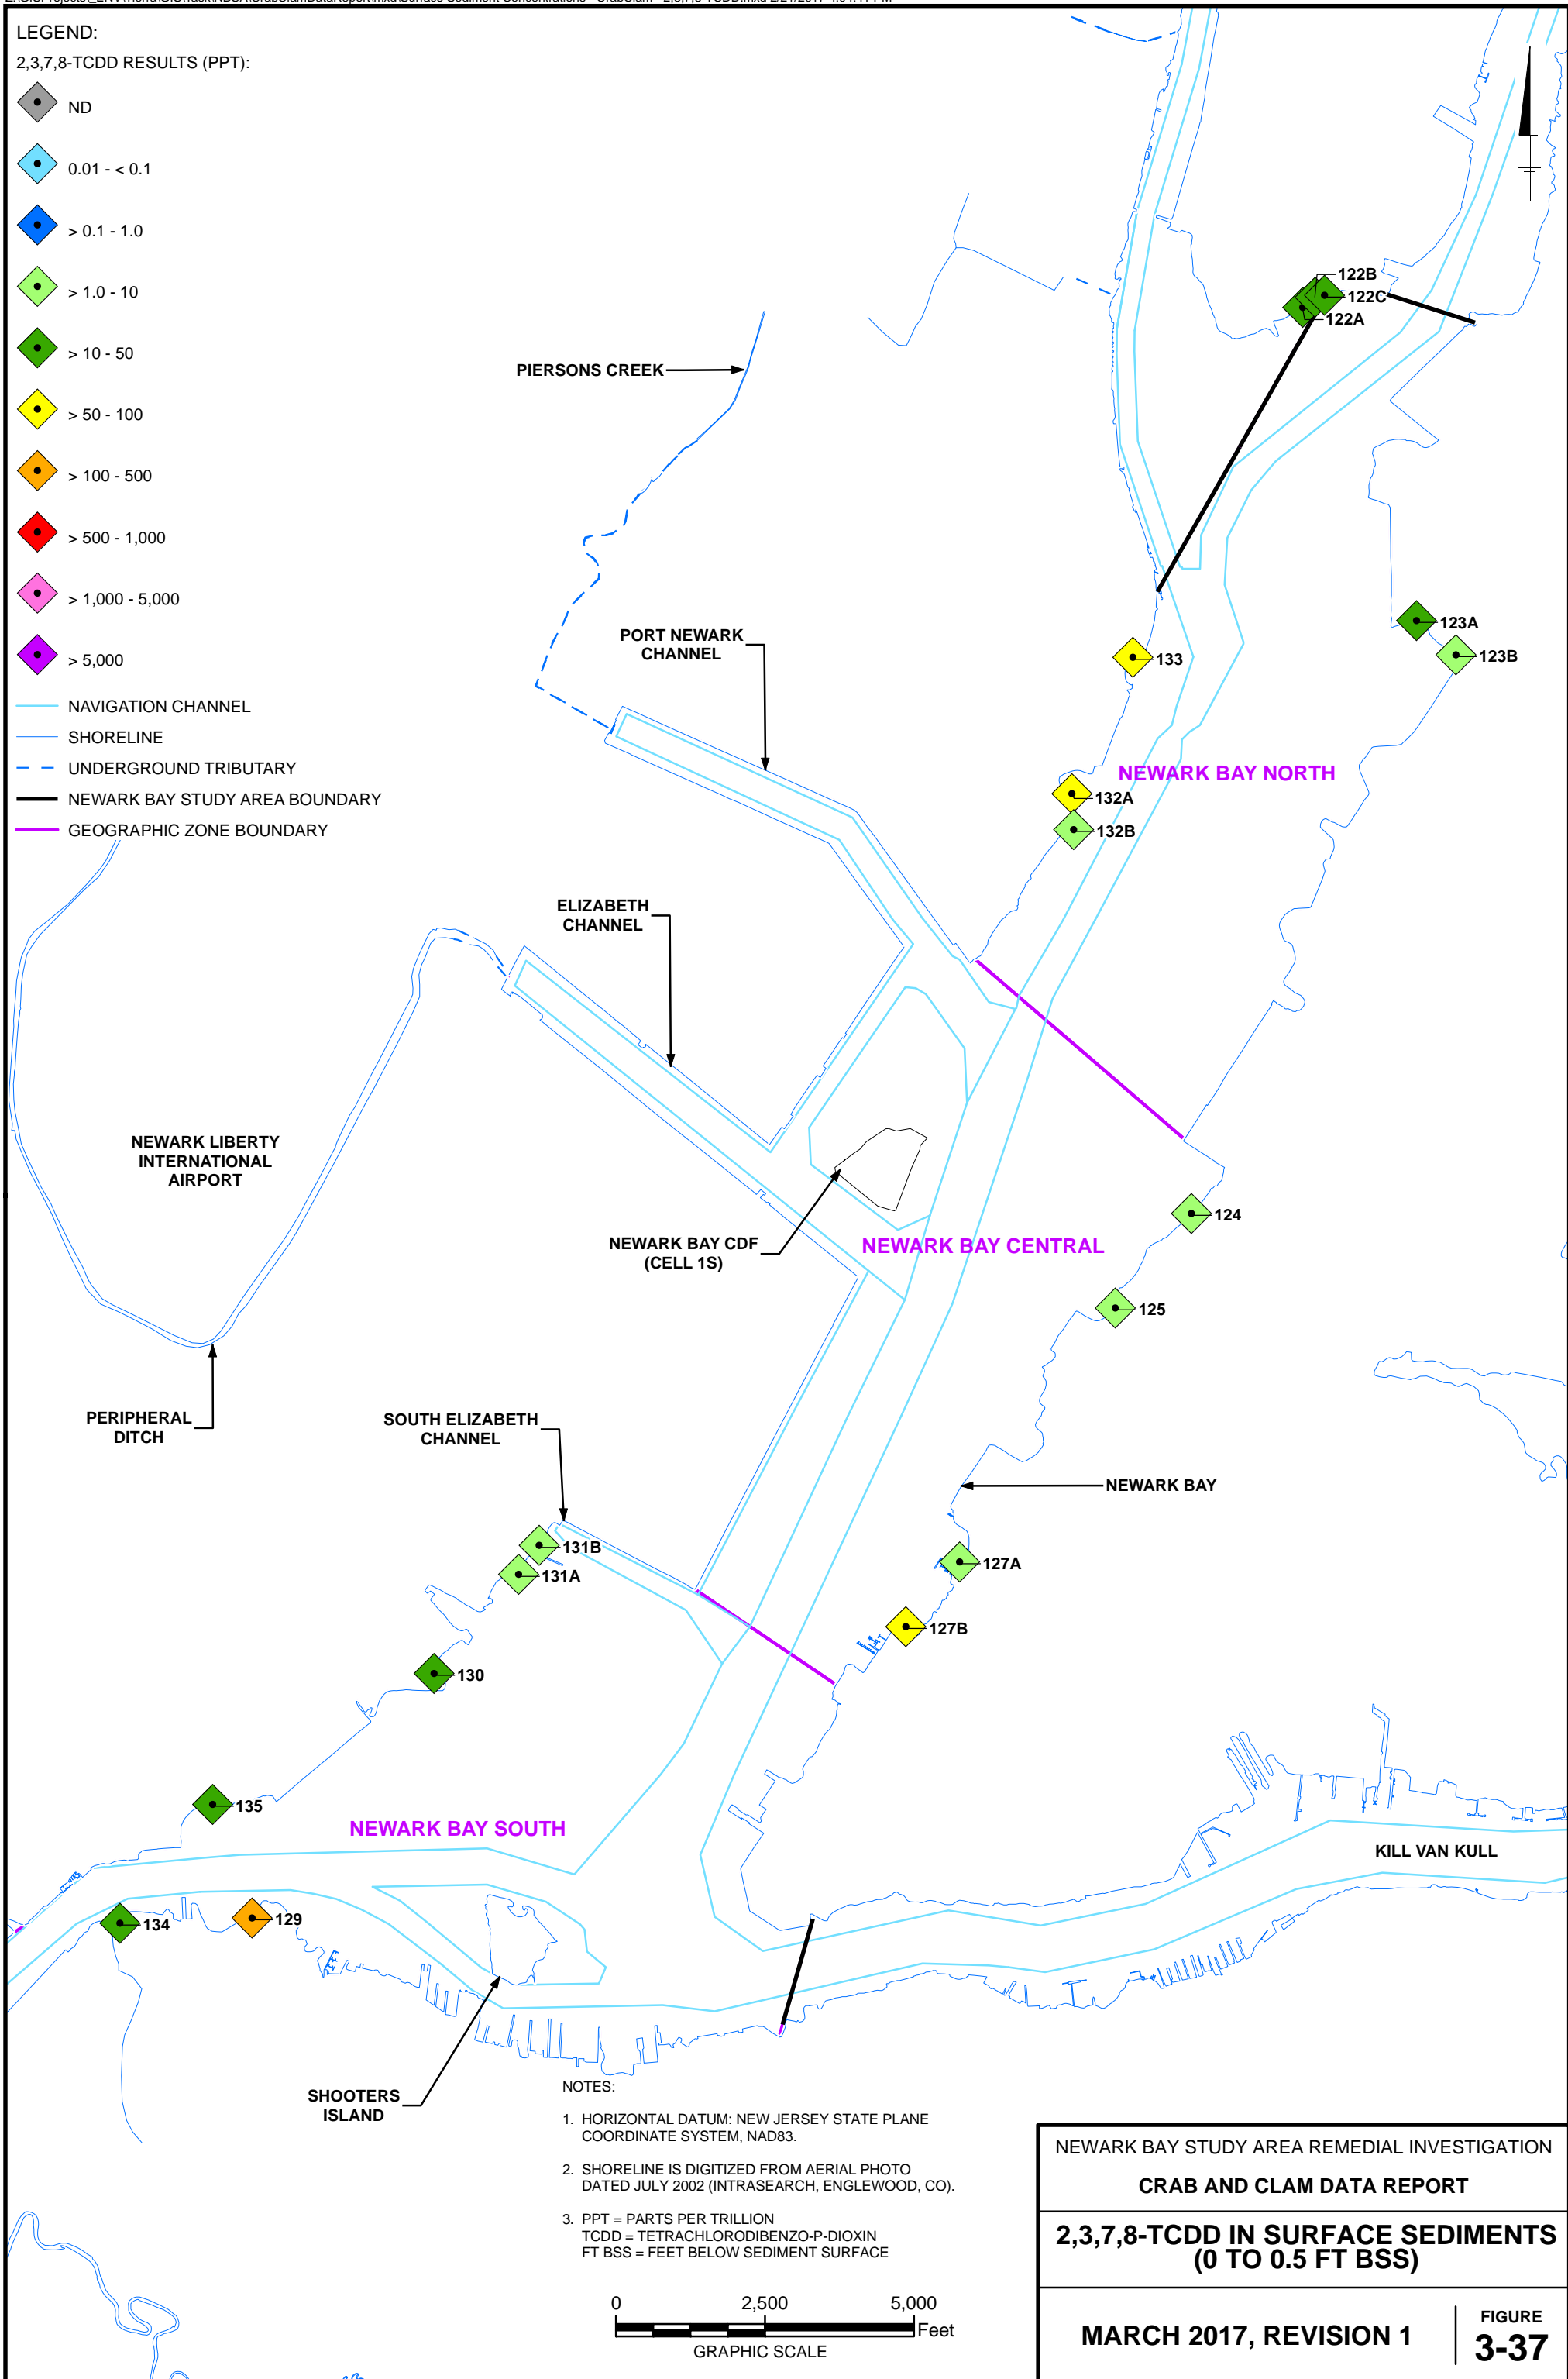 LEGEND:
2,3,7,8-TCDD RESULTS (PPT):
ND
0.01 - < 0.1
> 0.1 - 1.0
> 1.0 - 10
> 10 - 50
> 50 - 100
> 100 - 500
> 500 - 1,000
> 1,000 - 5,000
> 5,000
NAVIGATION CHANNEL
SHORELINE
UNDERGROUND TRIBUTARY
NEWARK BAY STUDY AREA BOUNDARY
GEOGRAPHIC ZONE BOUNDARY
122B
122C
122A
PIERSONS CREEK
PORT NEWARK
CHANNEL
123A
123B
133
NEWARK BAY NORTH
132A
132B
ELIZABETH
CHANNEL
NEWARK LIBERTY
INTERNATIONAL
AIRPORT
124
NEWARK BAY CDF
(CELL 1S)
NEWARK BAY CENTRAL
125
PERIPHERAL
DITCH
SOUTH ELIZABETH
CHANNEL
NEWARK BAY
131B
131A
127A
127B
130
135
NEWARK BAY SOUTH
KILL VAN KULL
134
129
SHOOTERS
ISLAND
NOTES:
1. HORIZONTAL DATUM: NEW JERSEY STATE PLANE
COORDINATE SYSTEM, NAD83.
2. SHORELINE IS DIGITIZED FROM AERIAL PHOTO
DATED JULY 2002 (INTRASEARCH, ENGLEWOOD, CO).
3. PPT = PARTS PER TRILLION
TCDD = TETRACHLORODIBENZO-P-DIOXIN
FT BSS = FEET BELOW SEDIMENT SURFACE
0 2,500 5,000
Feet
GRAPHIC SCALE
NEWARK BAY STUDY AREA REMEDIAL INVESTIGATION
CRAB AND CLAM DATA REPORT
2,3,7,8-TCDD IN SURFACE SEDIMENTS
(0 TO 0.5 FT BSS)
MARCH 2017, REVISION 1
FIGURE
3-37